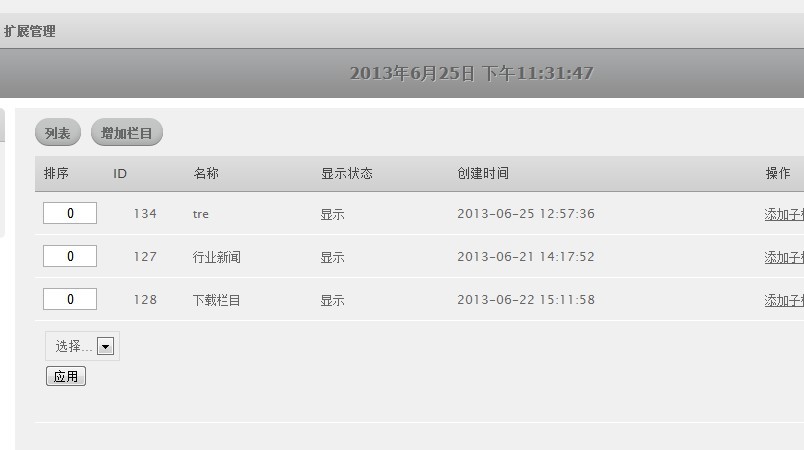 扩展管理
2013年6月25日 下午11:31:47
列表 增加栏目
排序 ID 名称 显示状态 创建时间 操作
0 134 tre 显示 2013-06-25 12:57:36 添加子
0 127 行业新闻 显示 2013-06-21 14:17:52 添加子
0 128 下载栏目 显示 2013-06-22 15:11:58 添加子
选择...
应用